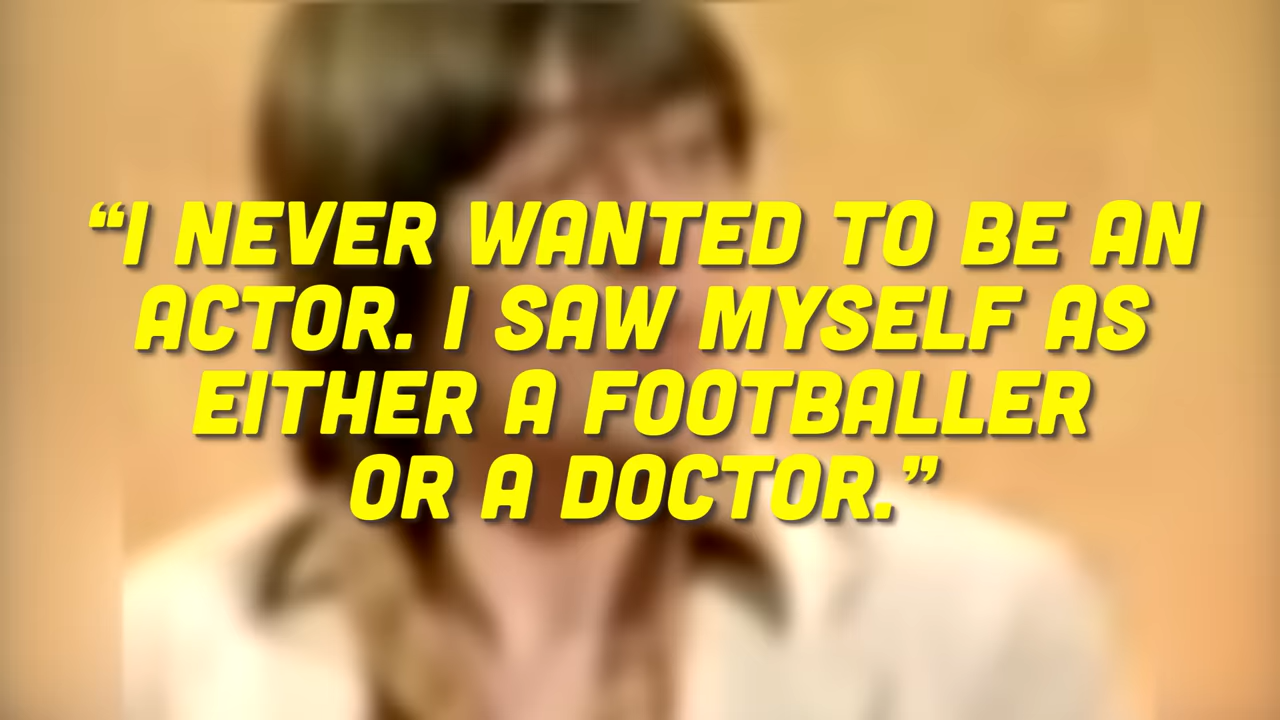 “I NEVER WANTED TO BE AN
ACTOR. I SAW MYSELF AS
EITHER A FOOTBALLER
OR A DOCTOR.”